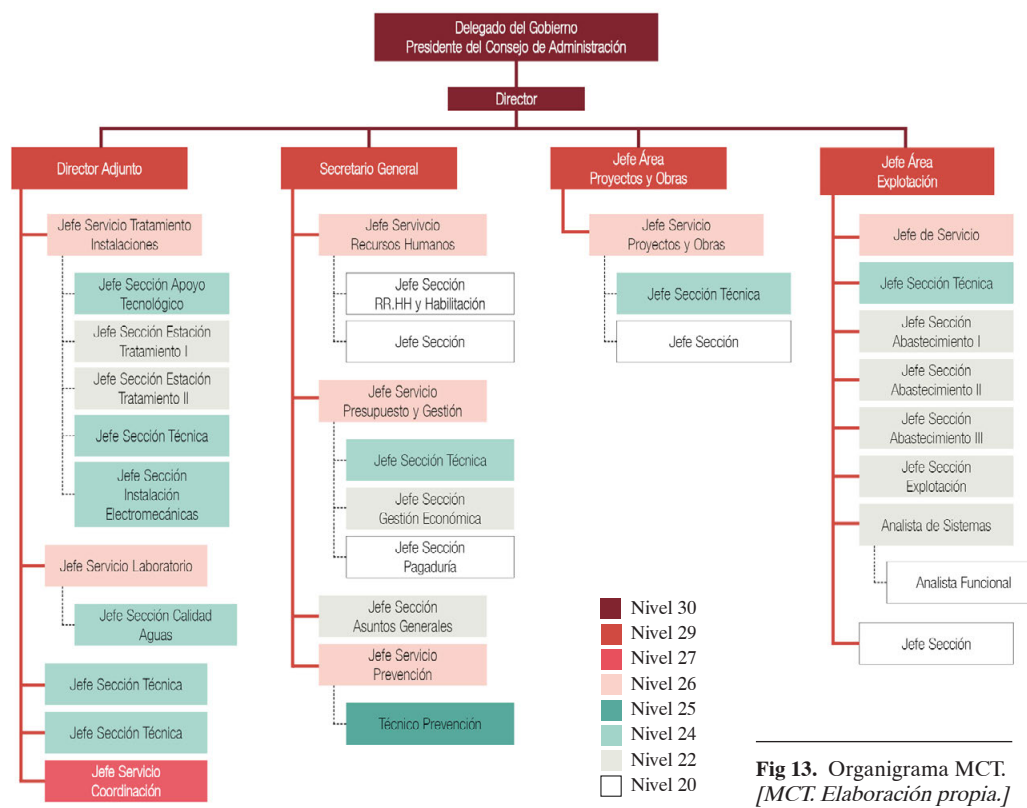 Delegado del Gobierno
Presidente del Consejo de Administración
Director
Director Adjunto
Jefe Servicio Tratamiento
Instalaciones
Jefe Sección Apoyo
Tecnológico
Jefe Sección Estación
Tratamiento I
Jefe Sección Estación
Tratamiento II
Jefe Sección Técnica
Jefe Sección
Instalación
Electromecánicas
Jefe Servicio Laboratorio
Jefe Sección Calidad
Aguas
Jefe Sección Técnica
Jefe Sección Técnica
Jefe Servicio
Coordinación
Secretario General
Jefe Servivcio
Recursos Humanos
Jefe Sección
RR.HH y Habilitación
Jefe Sección
Jefe Servicio
Presupuesto y Gestión
Jefe Sección Técnica
Jefe Sección
Gestión Económica
Jefe Sección
Pagaduría
Jefe Sección
Asuntos Generales
Jefe Servicio
Prevención
Técnico Prevención
Jefe Área
Proyectos y Obras
Jefe Servicio
Proyectos y Obras
Jefe Sección Técnica
Jefe Sección
Jefe Área
Explotación
Jefe de Servicio
Jefe Sección Técnica
Jefe Sección
Abastecimiento I
Jefe Sección
Abastecimiento II
Jefe Sección
Abastecimiento III
Jefe Sección
Explotación
Analista de Sistemas
Analista Funcional
Jefe Sección
Nivel 30
Nivel 29
Nivel 27
Nivel 26
Nivel 25
Nivel 24
Nivel 22
Nivel 20
Fig 13. Organigrama MCT.
[MCT. Elaboración propia.]